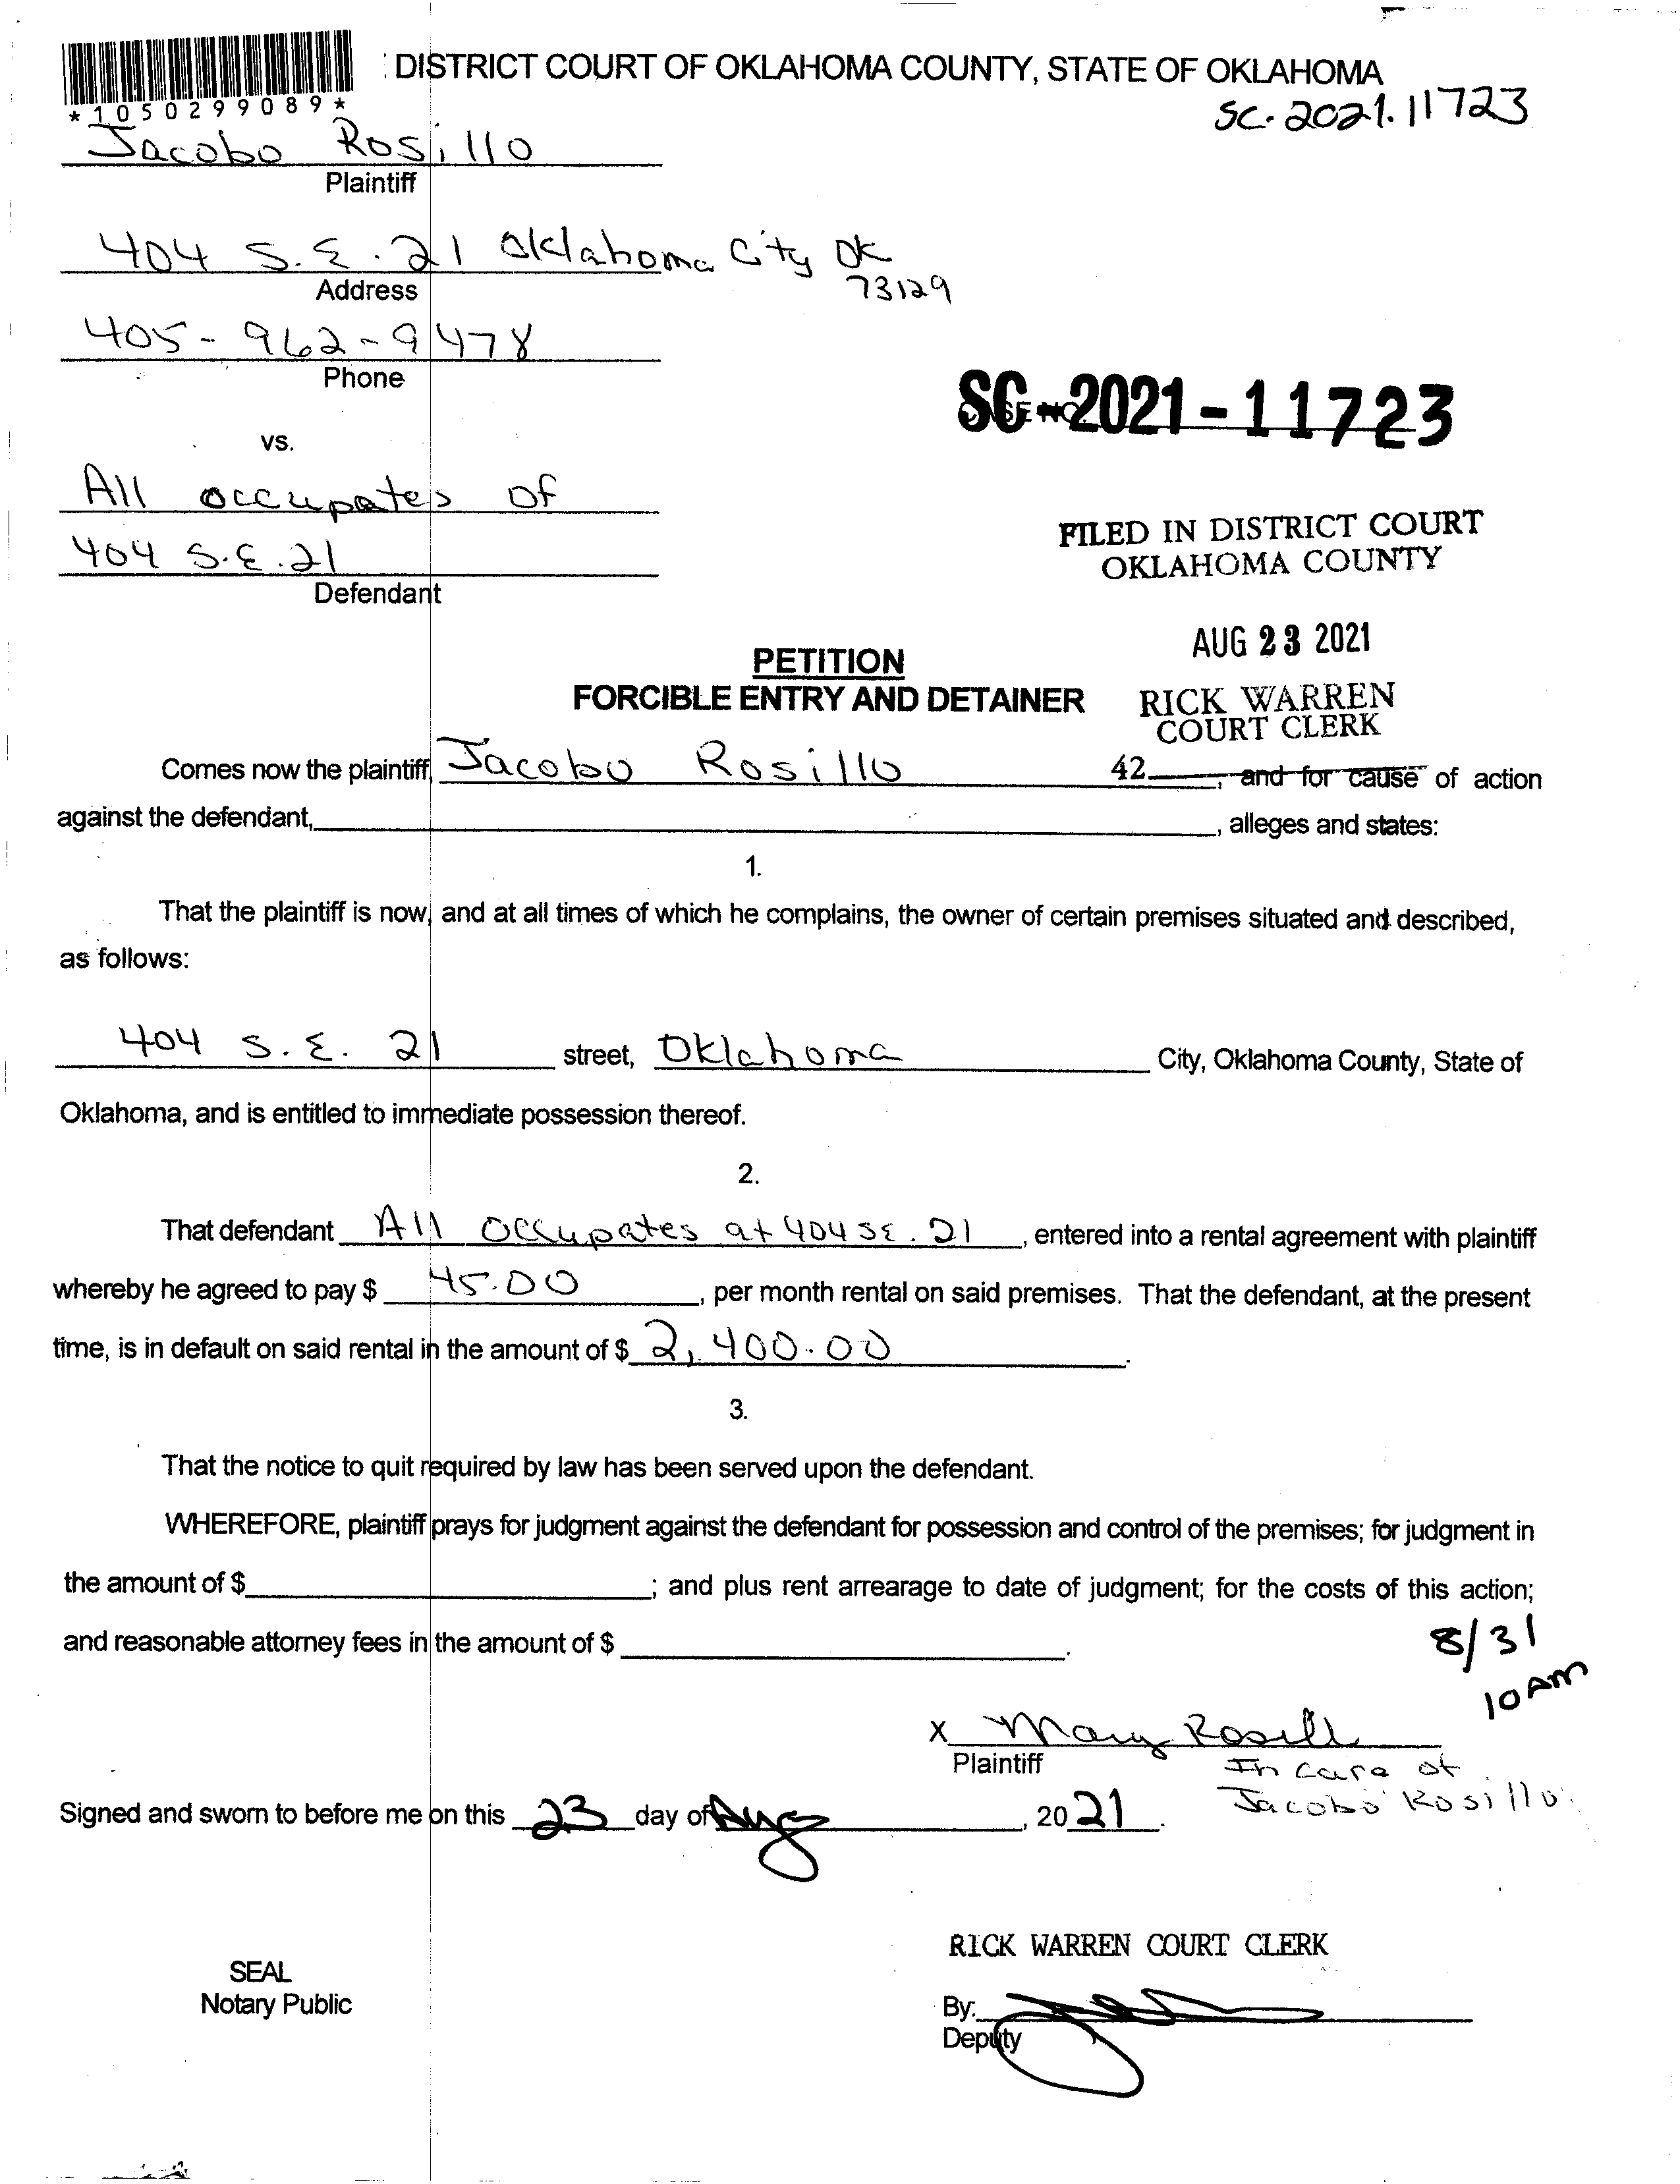 : DISTRICT COURT OF OKLAHOMA COUNTY, STATE OF OKLAHOMA
*1050299089*
SC. 2021. 11723
Jacobo Rosillo
Plaintiff
404 S.E. 21 Oklahoma City OK
73129
Address
405-962-9478
Phone
SC-2021-11723
vs.
All occupates of
404 S.E. 21
Defendant
FILED IN DISTRICT COURT
OKLAHOMA COUNTY
AUG 23 2021
PETITION
FORCIBLE ENTRY AND DETAINER
RICK WARREN
COURT CLERK
Comes now the plaintiff, Jacobo Rosillo 42 , and for cause of action
against the defendant, , alleges and states:
1.
That the plaintiff is now, and at all times of which he complains, the owner of certain premises situated and described,
as follows:
404 S. E. 21 street, Oklahoma City, Oklahoma County, State of
Oklahoma, and is entitled to immediate possession thereof.
2.
That defendant All Occupates at 404 SE. 21 , entered into a rental agreement with plaintiff
whereby he agreed to pay $ 45.00 , per month rental on said premises. That the defendant, at the present
time, is in default on said rental in the amount of $ 2,400.00 .
3.
That the notice to quit required by law has been served upon the defendant.
WHEREFORE, plaintiff prays for judgment against the defendant for possession and control of the premises; for judgment in
the amount of $ ; and plus rent arrearage to date of judgment; for the costs of this action;
and reasonable attorney fees in the amount of $ .
8/31
10 AM
X Mary Rosillo
Plaintiff
In care of
Jacobo Rosillo
Signed and sworn to before me on this 23 day of Aug , 20 21 .
RICK WARREN COURT CLERK
SEAL
Notary Public
By:
Deputy